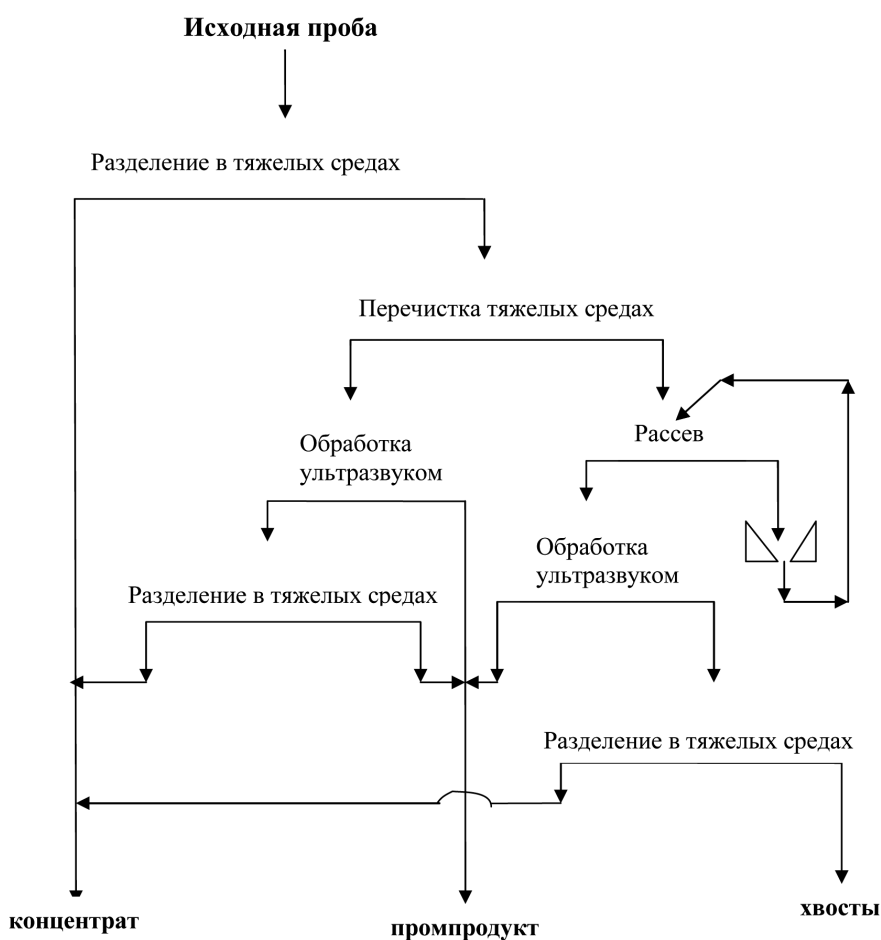 Исходная проба
Разделение в тяжелых средах
Перечистка тяжелых средах
Рассев
Обработка
ультразвуком
Обработка
ультразвуком
Разделение в тяжелых средах
Разделение в тяжелых средах
концентрат
промпродукт
хвосты